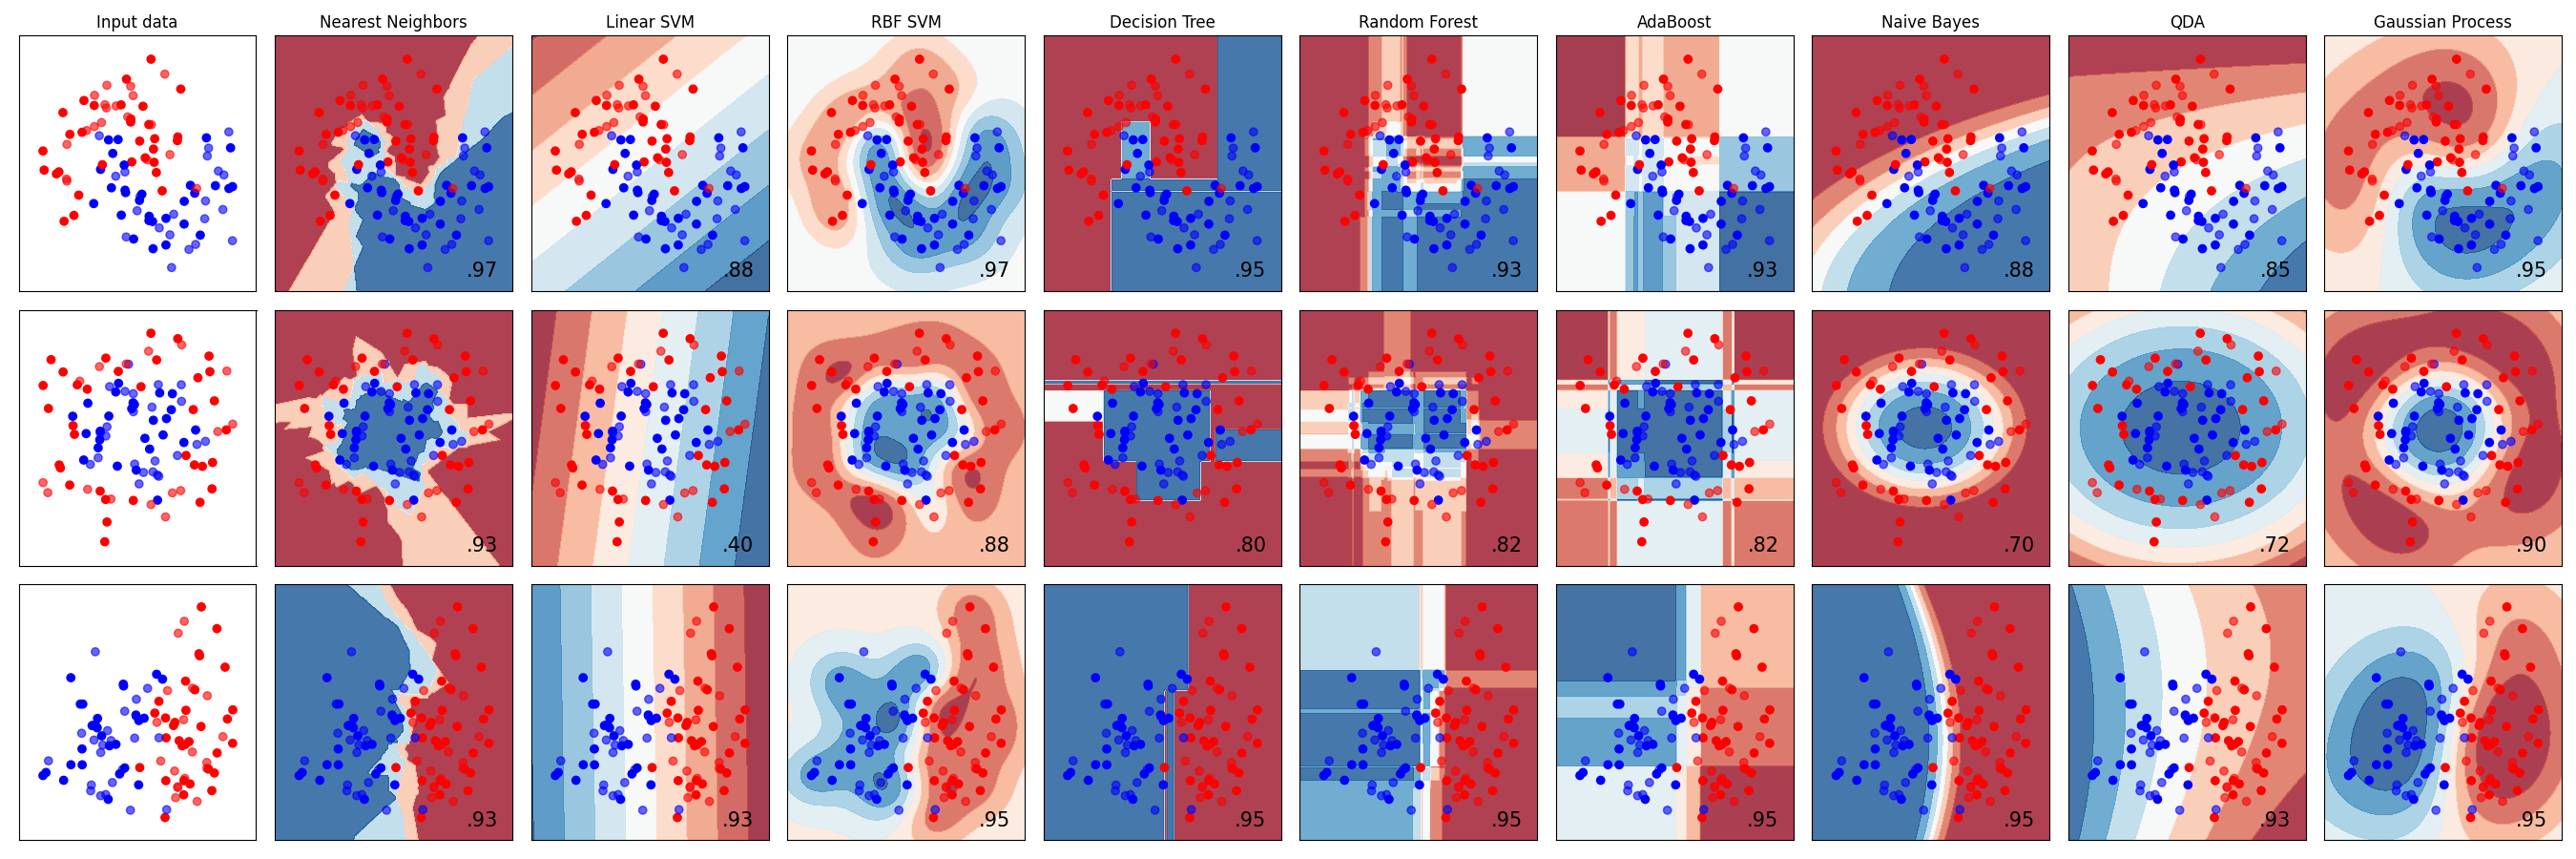 Input data
Nearest Neighbors
Linear SVM
RBF SVM
Decision Tree
Random Forest
AdaBoost
Naive Bayes
QDA
Gaussian Process
.97
.88
.97
.95
.93
.93
.88
.85
.95
.93
.40
.88
.80
.82
.82
.70
.72
.90
.93
.93
.95
.95
.95
.95
.95
.93
.95